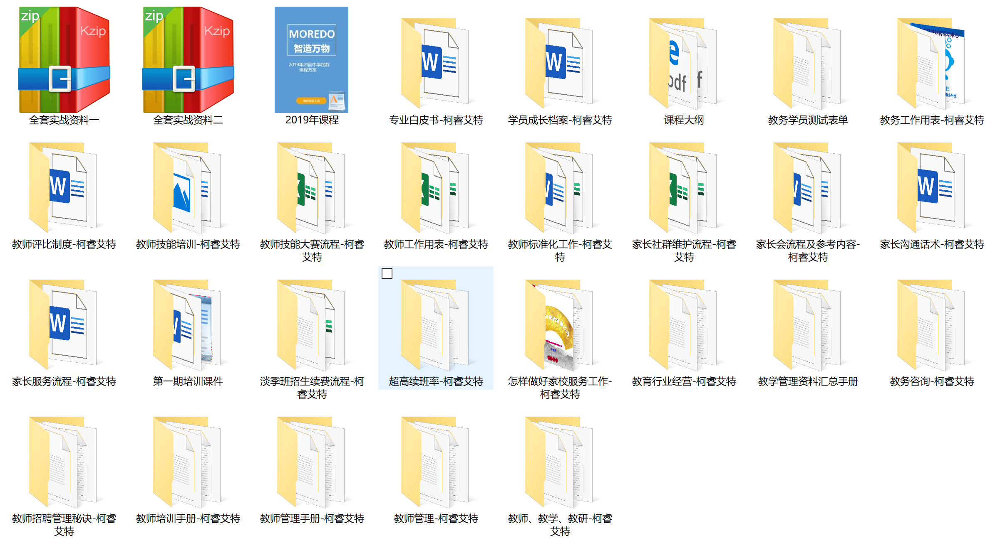 zip
Kzip
zip
Kzip
MOREDO
智造万物
2019年沛县中学定制
课程方案
魔豆创客工场
全套实战资料一
全套实战资料二
2019年课程
专业白皮书-柯睿艾特
学员成长档案-柯睿艾特
课程大纲
教务学员测试表单
教务工作用表-柯睿艾特
教师评比制度-柯睿艾特
教师技能培训-柯睿艾特
教师技能大赛流程-柯睿
艾特
教师工作用表-柯睿艾特
教师标准化工作-柯睿艾
特
家长社群维护流程-柯睿
艾特
家长会流程及参考内容-
柯睿艾特
家长沟通话术-柯睿艾特
家长服务流程-柯睿艾特
第一期培训课件
淡季班招生续费流程-柯
睿艾特
超高续班率-柯睿艾特
怎样做好家校服务工作-
柯睿艾特
教育行业经营-柯睿艾特
教学管理资料汇总手册
教务咨询-柯睿艾特
教师招聘管理秘诀-柯睿
艾特
教师培训手册-柯睿艾特
教师管理手册-柯睿艾特
教师管理-柯睿艾特
教师、教学、教研-柯睿
艾特